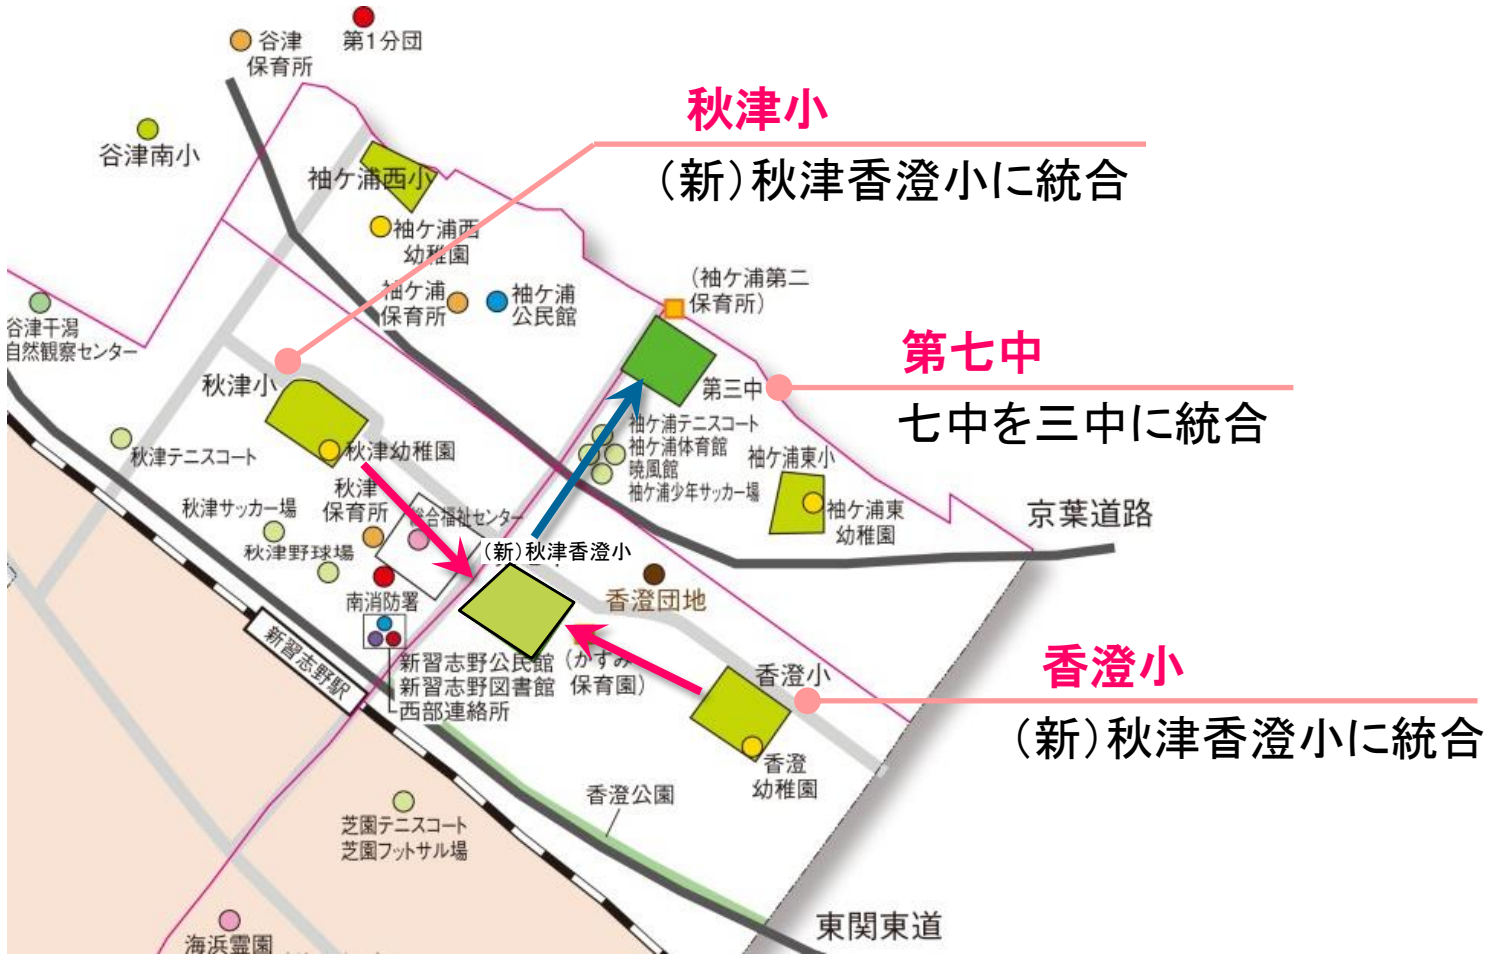 谷津
保育所
第1分団
谷津南小
秋津小
(新)秋津香澄小に統合
袖ケ浦西小
袖ケ浦西
幼稚園
袖ケ浦
保育所
袖ケ浦
公民館
(袖ケ浦第二
保育所)
谷津干潟
自然観察センター
第七中
七中を三中に統合
秋津小
第三中
袖ケ浦テニスコート
袖ケ浦体育館
暁風館
袖ケ浦少年サッカー場
袖ケ浦東小
袖ケ浦東
幼稚園
京葉道路
秋津テニスコート
秋津幼稚園
秋津
保育所
秋津サッカー場
総合福祉センター
秋津野球場
(新)秋津香澄小
南消防署
香澄団地
新習志野駅
新習志野公民館
新習志野図書館
西部連絡所
(かすみ
保育園)
香澄小
香澄小
(新)秋津香澄小に統合
香澄
幼稚園
香澄公園
芝園テニスコート
芝園フットサル場
海浜霊園
東関東道